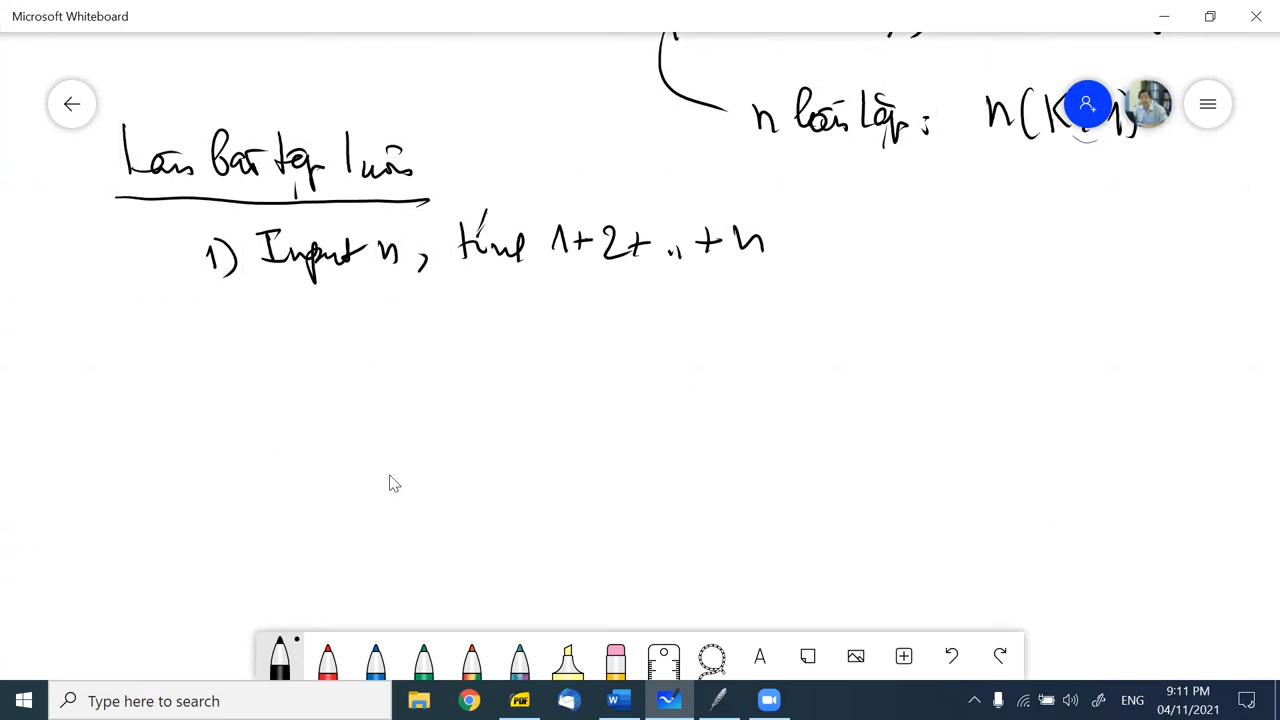 Microsoft Whiteboard
n lần lặp:
Làm bài tập luôn
1) Input n, tính 1+2+...+n
A
Type here to search
PDF
ENG
9:11 PM
04/11/2021